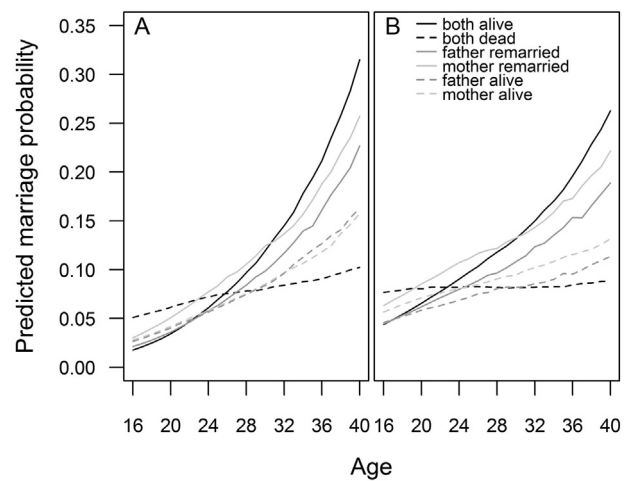 A
B
both alive
both dead
father remarried
mother remarried
father alive
mother alive
Predicted marriage probability
0.35
0.30
0.25
0.20
0.15
0.10
0.05
0.00
16 20 24 28 32 36 40
16 20 24 28 32 36 40
Age